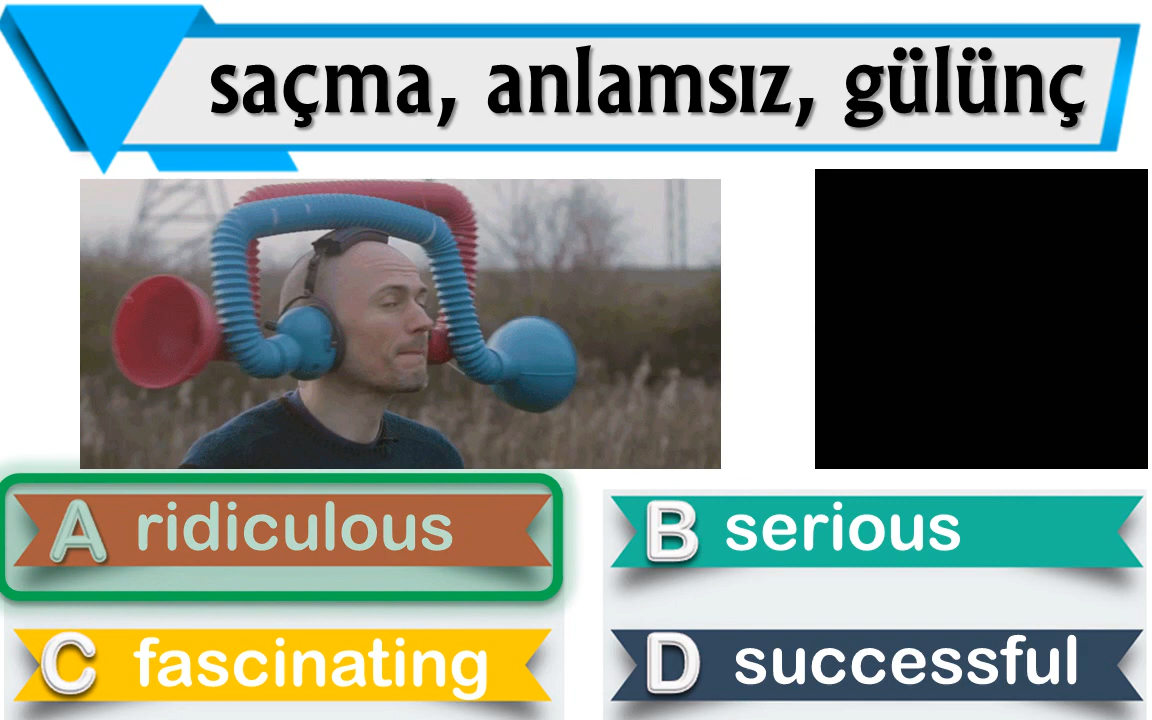 saçma, anlamsız, gülünç
A ridiculous
B serious
C fascinating
D successful